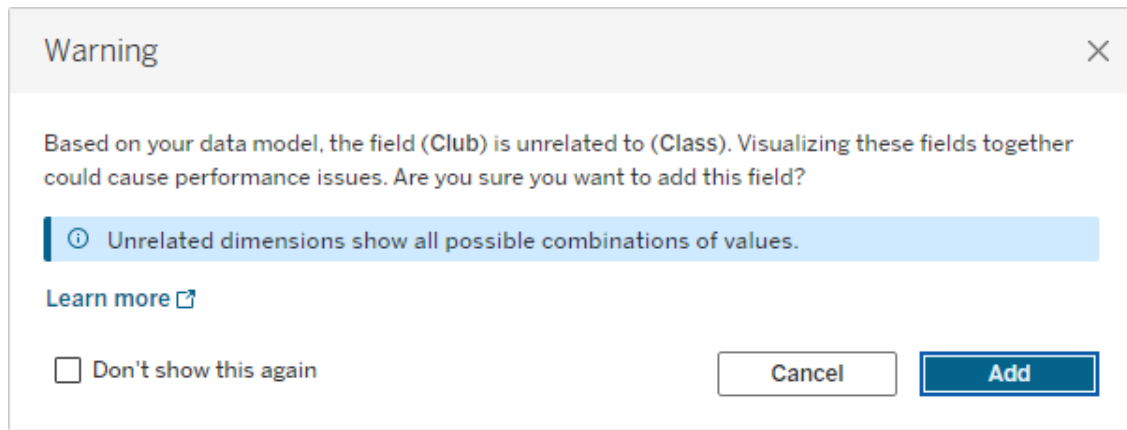 Warning
Based on your data model, the field (Club) is unrelated to (Class). Visualizing these fields together
could cause performance issues. Are you sure you want to add this field?
Unrelated dimensions show all possible combinations of values.
Learn more
Don't show this again
Cancel
Add